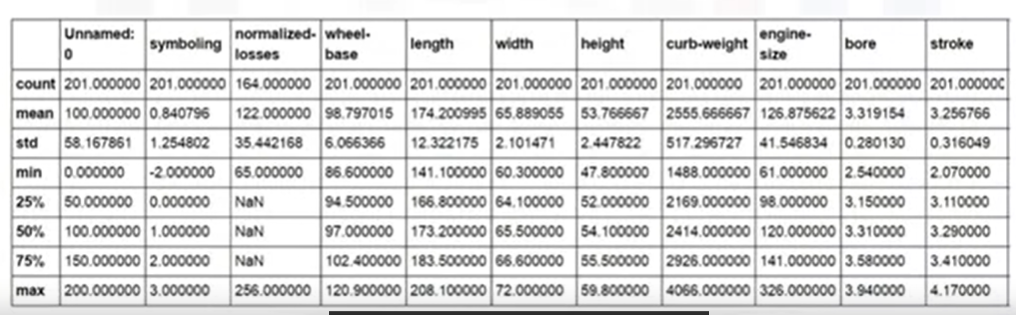 Unnamed: 0 symboling normalized-losses wheel-base length width height curb-weight engine-size bore stroke
count 201.000000 201.000000 164.000000 201.000000 201.000000 201.000000 201.000000 201.000000 201.000000 201.000000 201.000000
mean 100.000000 0.840796 122.000000 98.797015 174.200995 65.889055 53.766667 2555.666667 126.875622 3.319154 3.256766
std 58.167861 1.254802 35.442168 6.066366 12.322175 2.101471 2.447822 517.296727 41.546834 0.280130 0.316049
min 0.000000 -2.000000 65.000000 86.600000 141.100000 60.300000 47.800000 1488.000000 61.000000 2.540000 2.070000
25% 50.000000 0.000000 NaN 94.500000 166.800000 64.100000 52.000000 2169.000000 98.000000 3.150000 3.110000
50% 100.000000 1.000000 NaN 97.000000 173.200000 65.500000 54.100000 2414.000000 120.000000 3.310000 3.290000
75% 150.000000 2.000000 NaN 102.400000 183.500000 66.600000 55.500000 2926.000000 141.000000 3.580000 3.410000
max 200.000000 3.000000 256.000000 120.900000 208.100000 72.000000 59.800000 4066.000000 326.000000 3.940000 4.170000